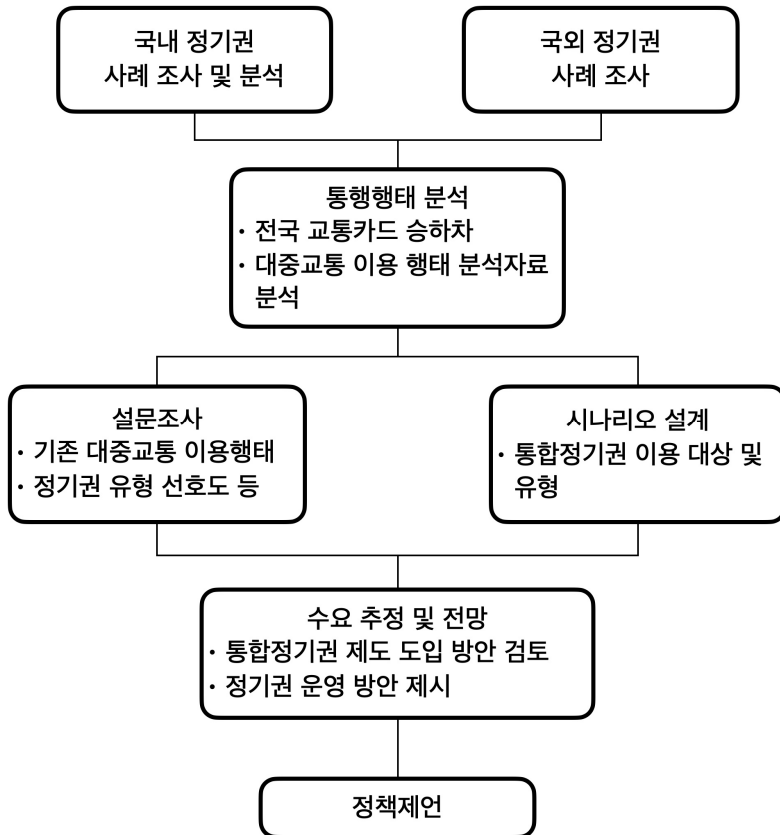 국내 정기권
사례 조사 및 분석
국외 정기권
사례 조사
통행행태 분석
· 전국 교통카드 승하차
· 대중교통 이용 행태 분석자료
분석
설문조사
· 기존 대중교통 이용행태
· 정기권 유형 선호도 등
시나리오 설계
· 통합정기권 이용 대상 및
유형
수요 추정 및 전망
· 통합정기권 제도 도입 방안 검토
· 정기권 운영 방안 제시
정책제언